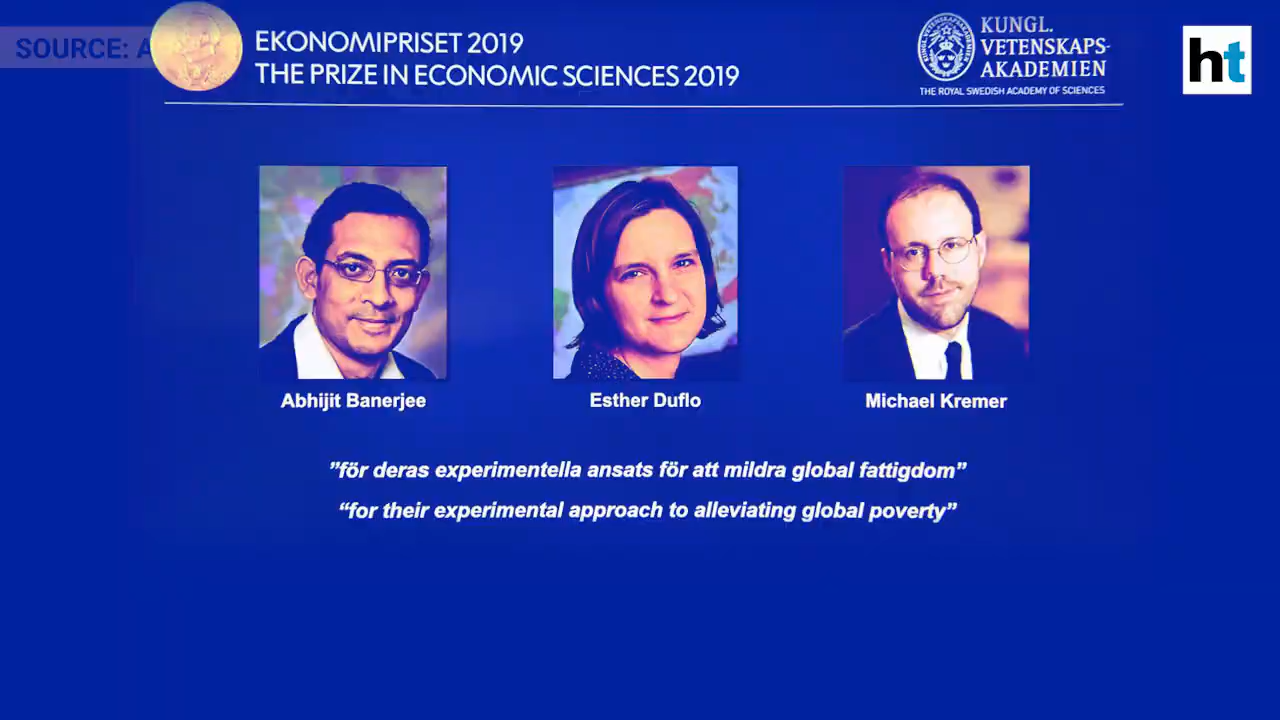 SOURCE: A
EKONOMIPRISET 2019
THE PRIZE IN ECONOMIC SCIENCES 2019
KUNGL.
VETENSKAPS-
AKADEMIEN
THE ROYAL SWEDISH ACADEMY OF SCIENCES
ht
Abhijit Banerjee
Esther Duflo
Michael Kremer
”för deras experimentella ansats för att mildra global fattigdom”
“for their experimental approach to alleviating global poverty”